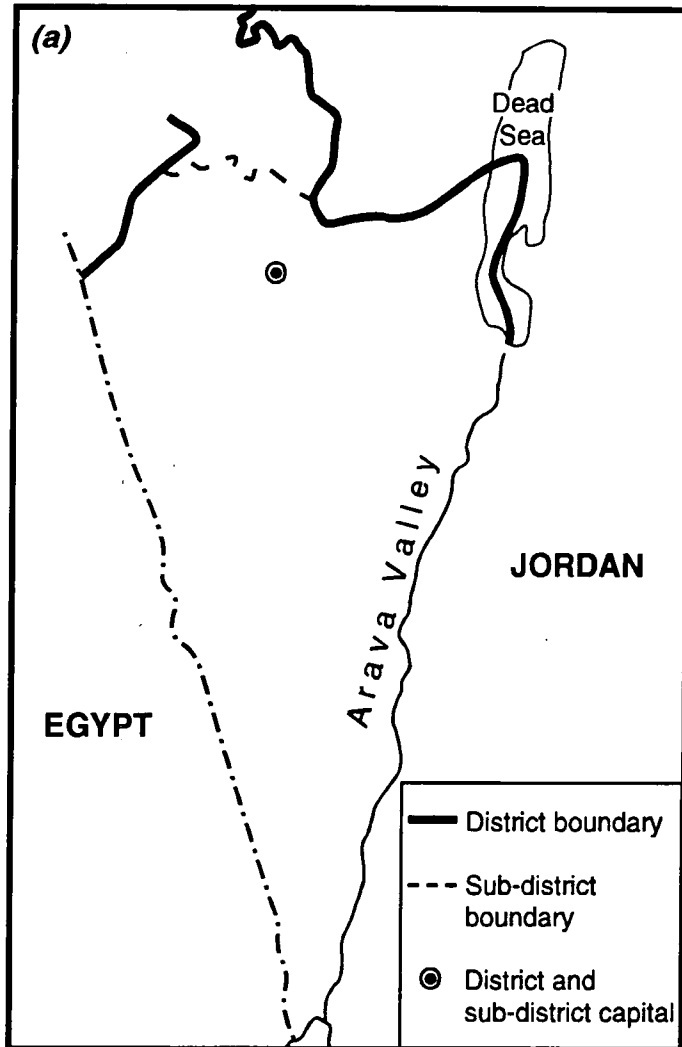 (a)
Dead
Sea
Arava Valley
JORDAN
EGYPT
District boundary
Sub-district
boundary
District and
sub-district capital